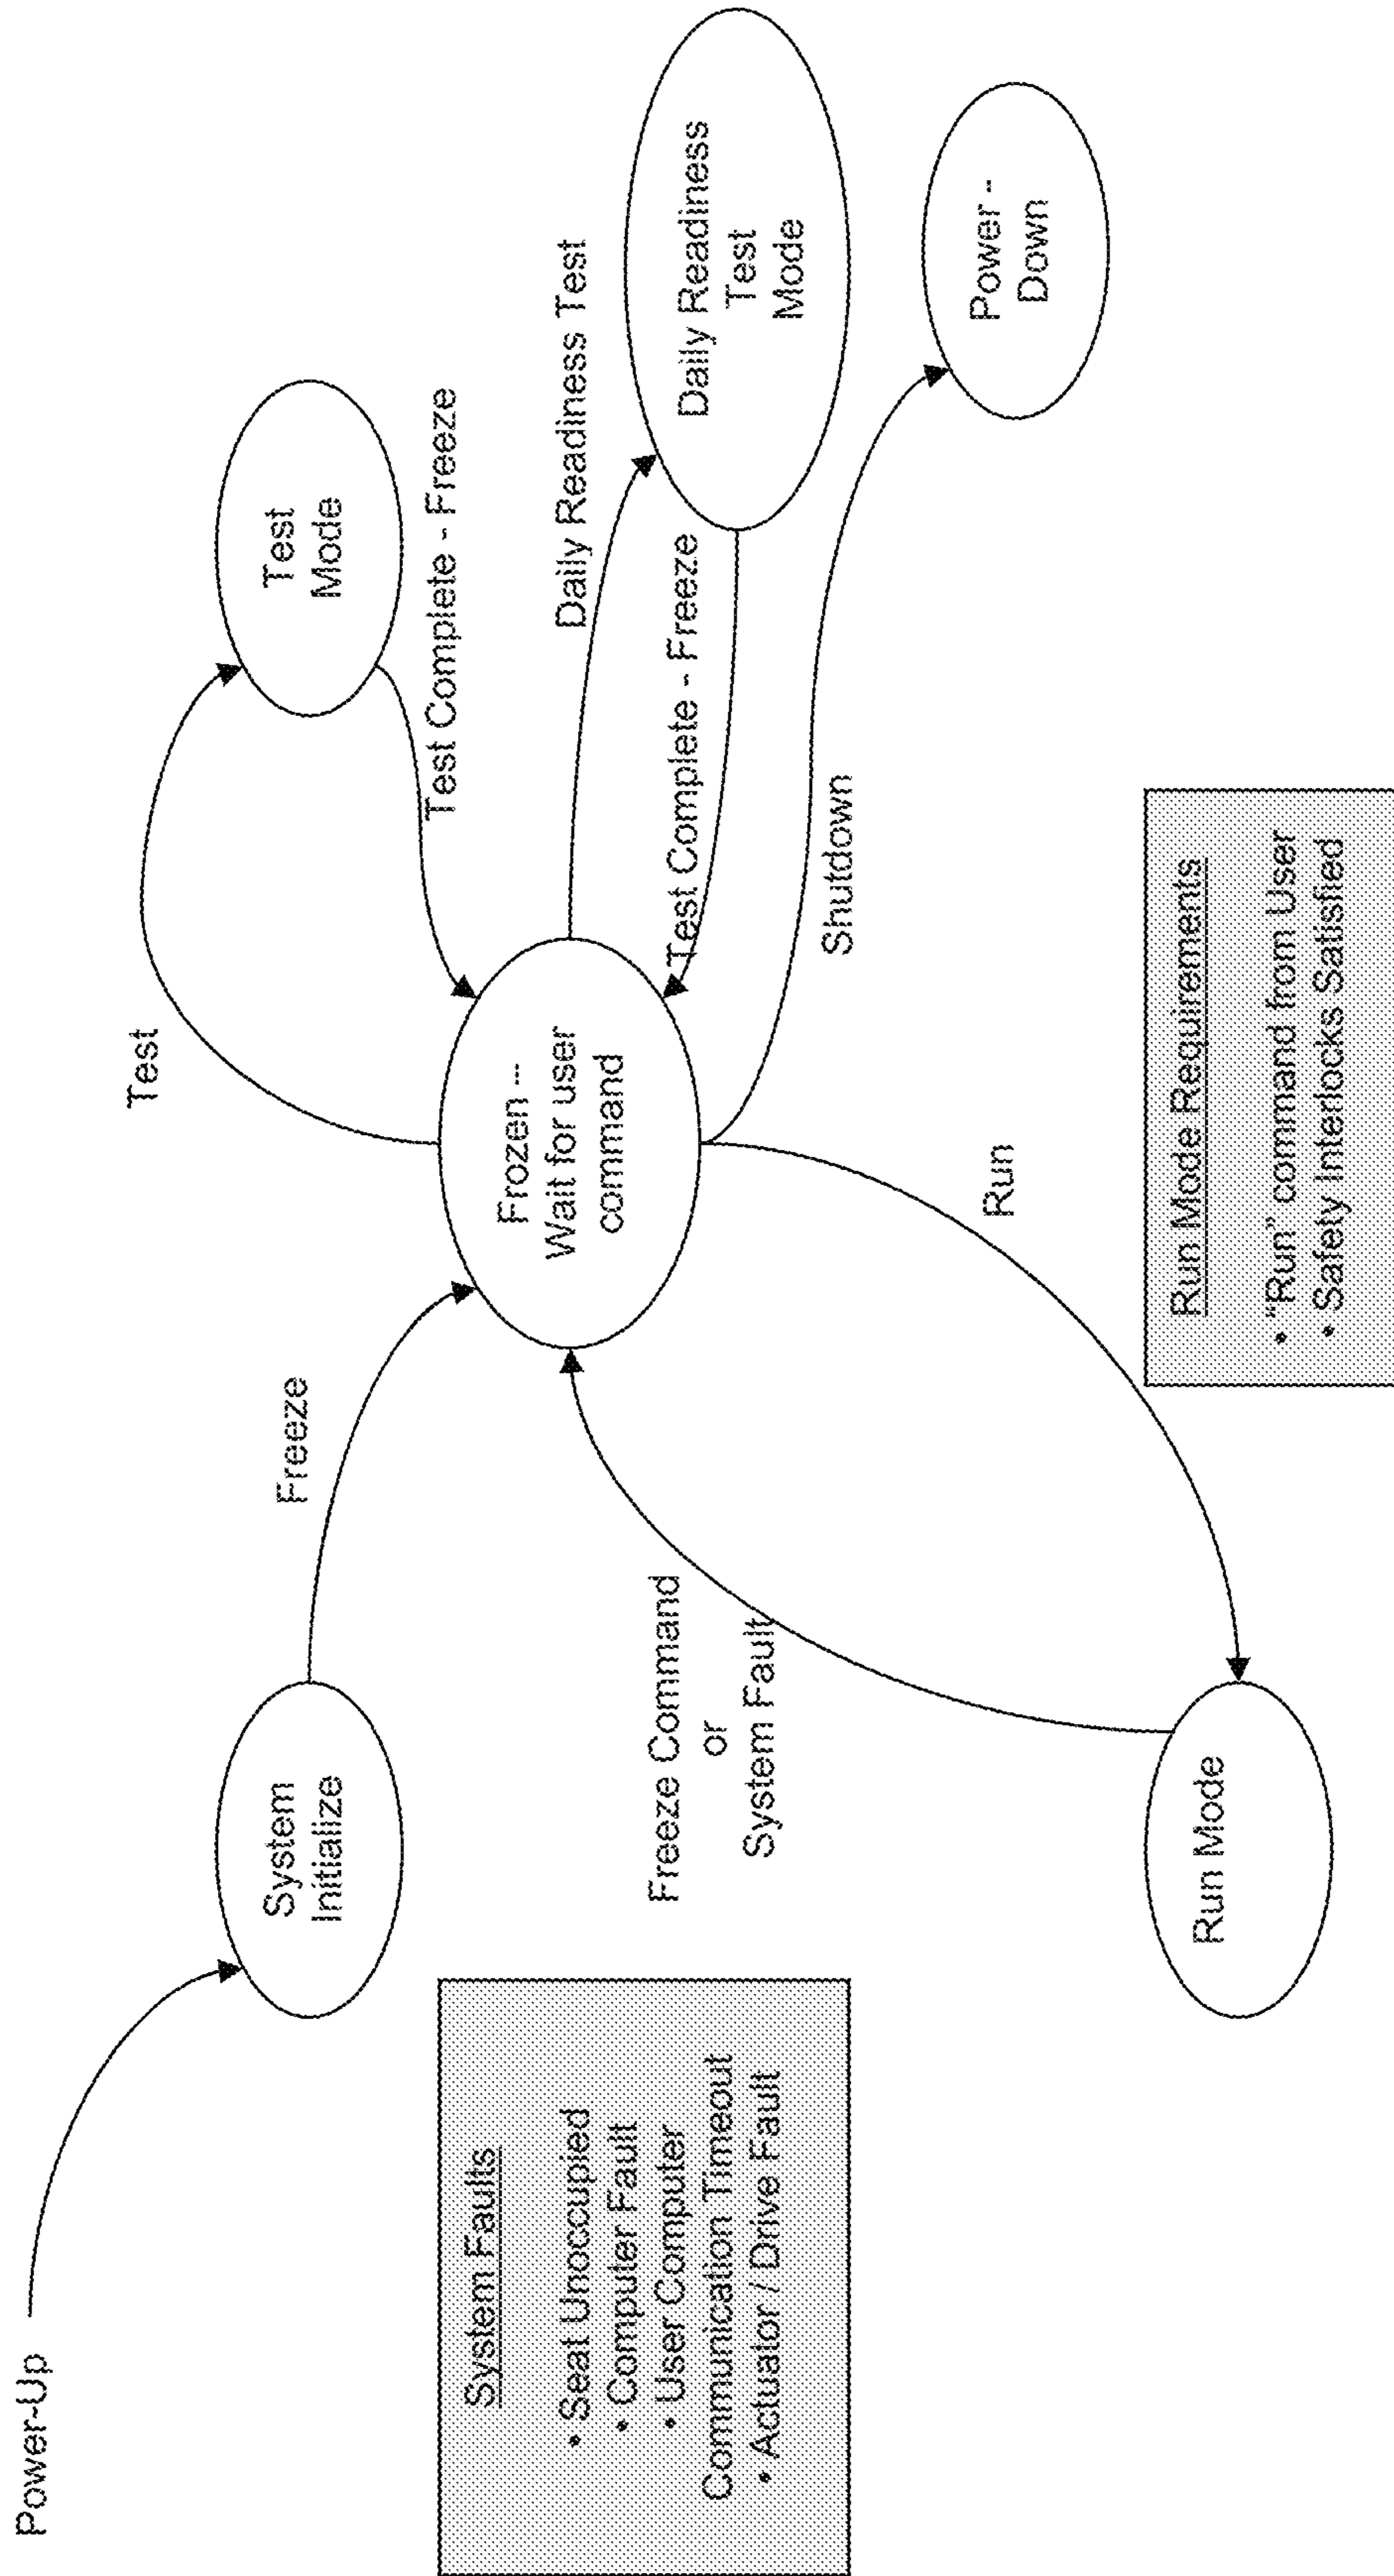 Power-Up
System
Initialize
Freeze
Test
Test
Mode
Test Complete - Freeze
System Faults
• Seat Unoccupied
• Computer Fault
• User Computer
Communication Timeout
• Actuator / Drive Fault
Freeze Command
or
System Fault
Frozen --
Wait for user
command
Daily Readiness Test
Test Complete - Freeze
Daily Readiness
Test
Mode
Shutdown
Power -
Down
Run
Run Mode
Run Mode Requirements
• "Run" command from User
• Safety Interlocks Satisfied